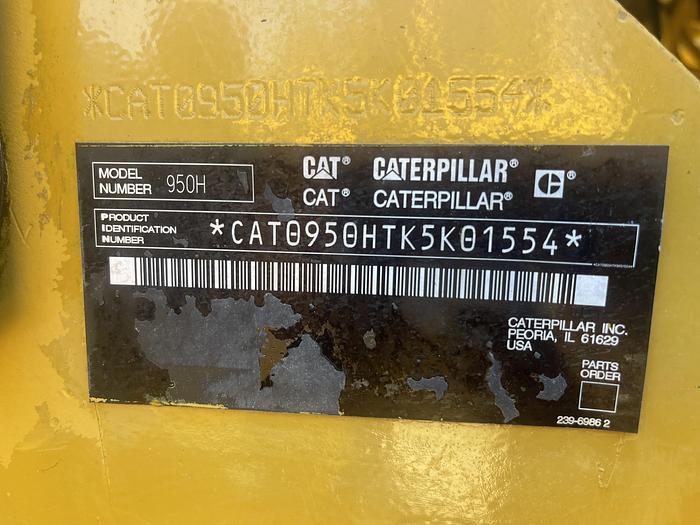 *CAT0950HTK5K01554*
MODEL
NUMBER 950H
CAT® CATERPILLAR® C®
CAT® CATERPILLAR®
PRODUCT
IDENTIFICATION
NUMBER
*CAT0950HTK5K01554*
*CAT0950HTK5K01554*
CATERPILLAR INC.
PEORIA, IL 61629
USA
PARTS
ORDER
239-6986 2